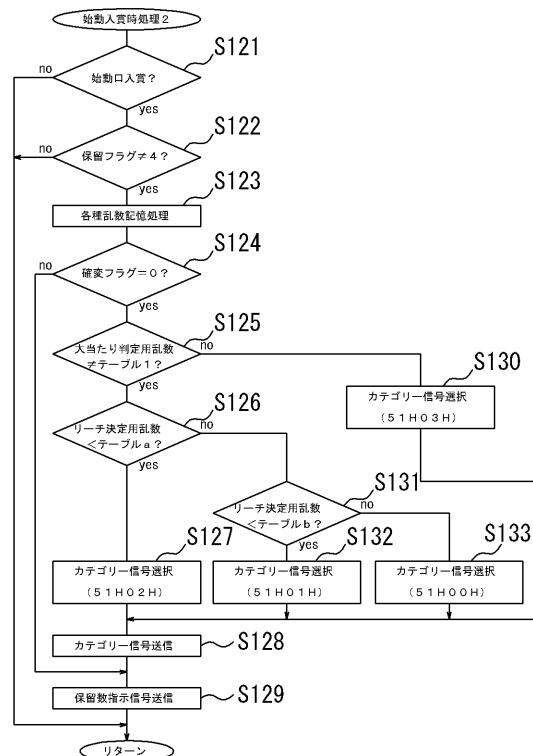 始動入賞時処理２
S121
no
始動口入賞？
yes
S122
no
保留フラグ≠４？
yes
S123
各種乱数記憶処理
S124
no
確変フラグ＝０？
yes
S125
大当たり判定用乱数
≠テーブル１？
no
yes
S130
カテゴリー信号選択
（５１Ｈ０３Ｈ）
S126
リーチ決定用乱数
＜テーブルａ？
no
yes
S131
リーチ決定用乱数
＜テーブルｂ？
no
yes
S127
カテゴリー信号選択
（５１Ｈ０２Ｈ）
S132
カテゴリー信号選択
（５１Ｈ０１Ｈ）
S133
カテゴリー信号選択
（５１Ｈ００Ｈ）
カテゴリー信号送信
S128
保留数指示信号送信
S129
リターン